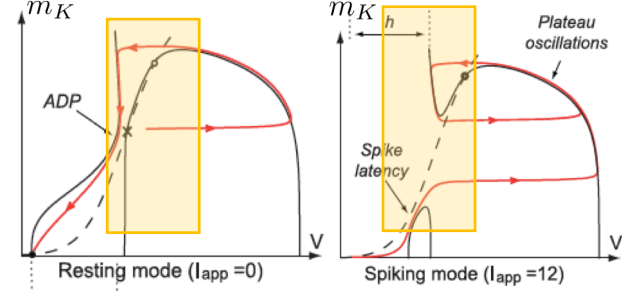 m_K
ADP
V
Resting mode (I_app =0)
m_K
h
Plateau
oscillations
Spike
latency
V
Spiking mode (I_app =12)